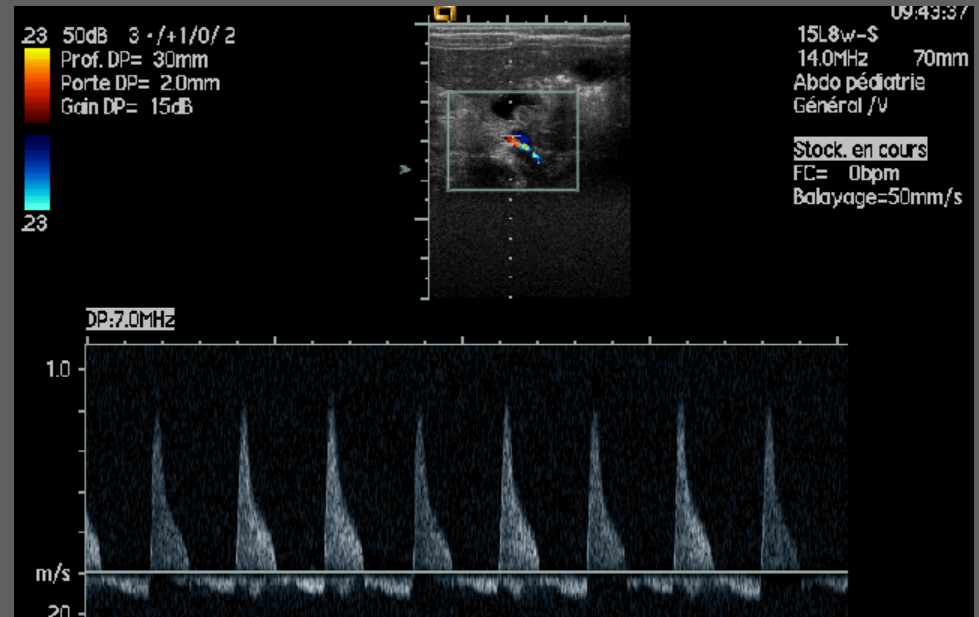 .23 50dB 3 •/+1/0/ 2
Prof. DP= 30mm
Porte DP= 2.0mm
Gain DP= 15dB
.23
09:43:37
15L8w-S
14.0MHz 70mm
Abdo pédiatrie
Général /V
Stock. en cours
FC= 0bpm
Balayage=50mm/s
DP:7.0MHz
1.0
m/s
.20